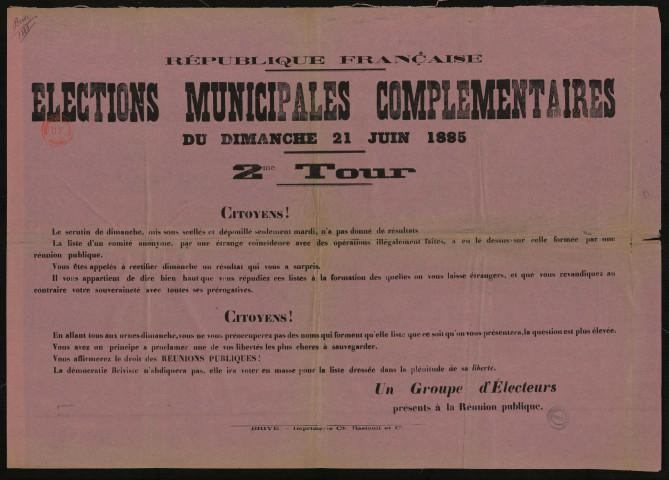 RÉPUBLIQUE FRANÇAISE
ELECTIONS MUNICIPALES COMPLEMENTAIRES
DU DIMANCHE 21 JUIN 1885
2me Tour
CITOYENS!
Le scrutin de dimanche, mis sous scellés et dépouillé seulement mardi, n'a pas donné de résultats
La liste d'un comité anonyme, par une étrange coïncidence avec des opérations illégalement faites, a eu le dessus sur celle formée par une
réunion publique.
Vous êtes appelés à rectifier dimanche un résultat qui vous a surpris.
Il vous appartient de dire bien haut que vous répudiez ces listes à la formation des quelles on vous laisse étrangers, et que vous revendiquez au
contraire votre souveraineté avec toutes ses prérogatives.
CITOYENS!
En allant tous aux urnes dimanche, vous ne vous préoccuperez pas des noms qui forment qu'elle liste que ce soit qu'on vous présentera, la question est plus élevée.
Vous avez un principe a proclamer une de vos libertés les plus cheres à sauvegarder.
Vous affirmerez le droit des REUNIONS PUBLIQUES!
La démocratie Briviste n'abdiquera pas, elle ira voter en masse pour la liste dressée dans la plénitude de sa liberté.
Un Groupe d'Électeurs
présents à la Réunion publique.
BRIVE. — Imprimerie Ch.